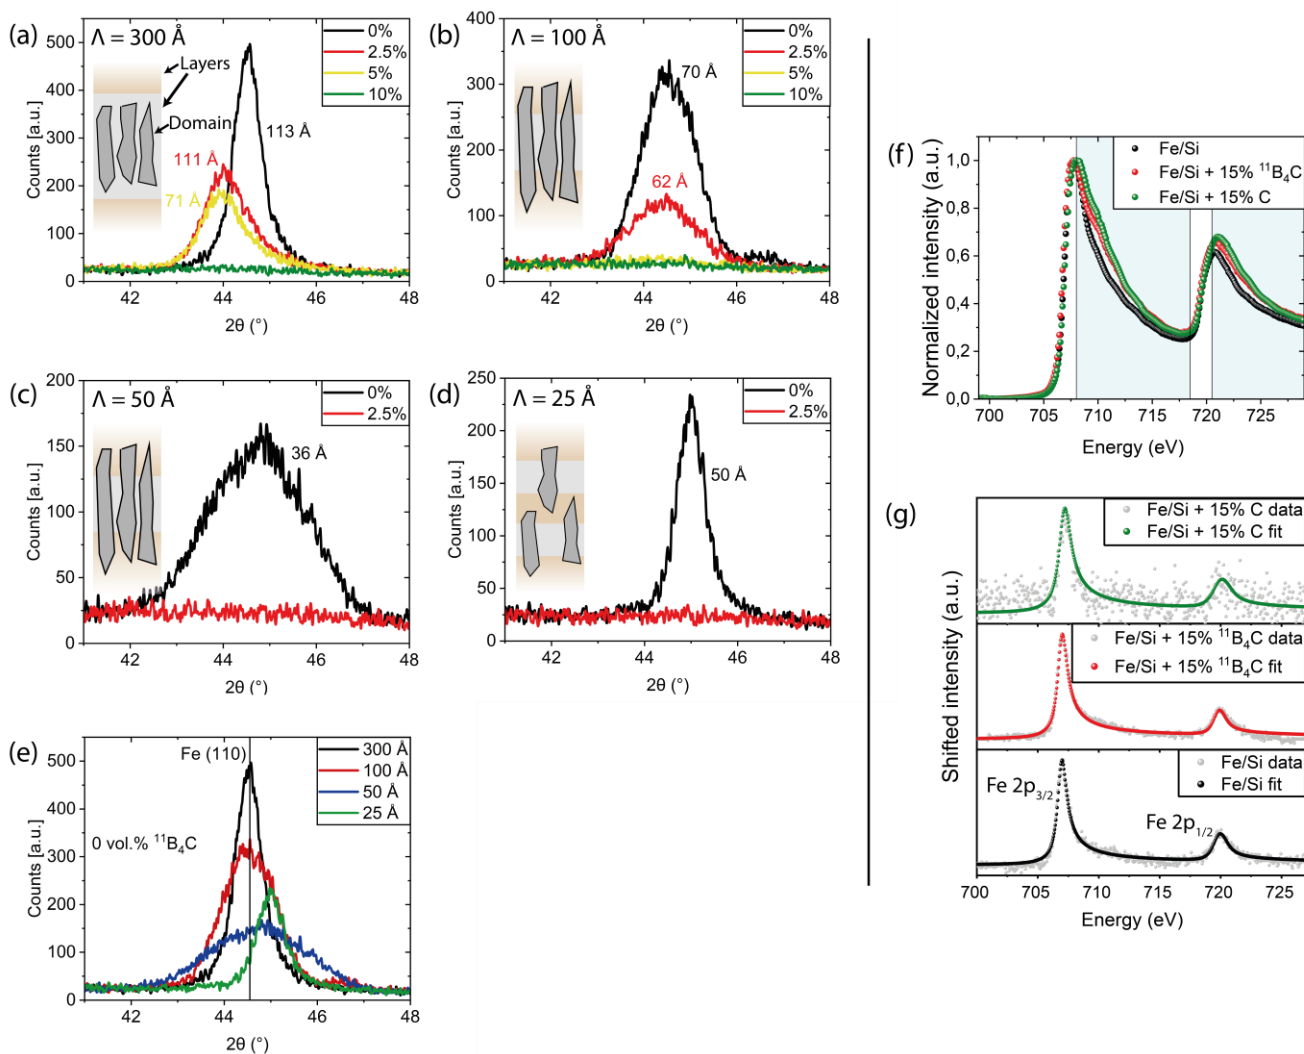 (a)
Λ = 300 Å
Layers
Domain
0%
2.5%
5%
10%
113 Å
111 Å
71 Å
Counts [a.u.]
500
400
300
200
100
0
42 44 46 48
2θ (°)
(b)
Λ = 100 Å
0%
2.5%
5%
10%
70 Å
62 Å
Counts [a.u.]
400
300
200
100
0
42 44 46 48
2θ (°)
(c)
Λ = 50 Å
0%
2.5%
36 Å
Counts [a.u.]
200
150
100
50
0
42 44 46 48
2θ (°)
(d)
Λ = 25 Å
0%
2.5%
50 Å
Counts [a.u.]
250
200
150
100
50
0
42 44 46 48
2θ (°)
(e)
Fe (110)
300 Å
100 Å
50 Å
25 Å
0 vol.% ¹¹B₄C
Counts [a.u.]
500
400
300
200
100
0
42 44 46 48
2θ (°)
(f)
Fe/Si
Fe/Si + 15% ¹¹B₄C
Fe/Si + 15% C
Normalized intensity (a.u.)
1,0
0,8
0,6
0,4
0,2
0,0
700 705 710 715 720 725
Energy (eV)
(g)
Fe/Si + 15% C data
Fe/Si + 15% C fit
Fe/Si + 15% ¹¹B₄C data
Fe/Si + 15% ¹¹B₄C fit
Fe/Si data
Fe/Si fit
Fe 2p₃/₂
Fe 2p₁/₂
Shifted intensity (a.u.)
700 705 710 715 720 725
Energy (eV)